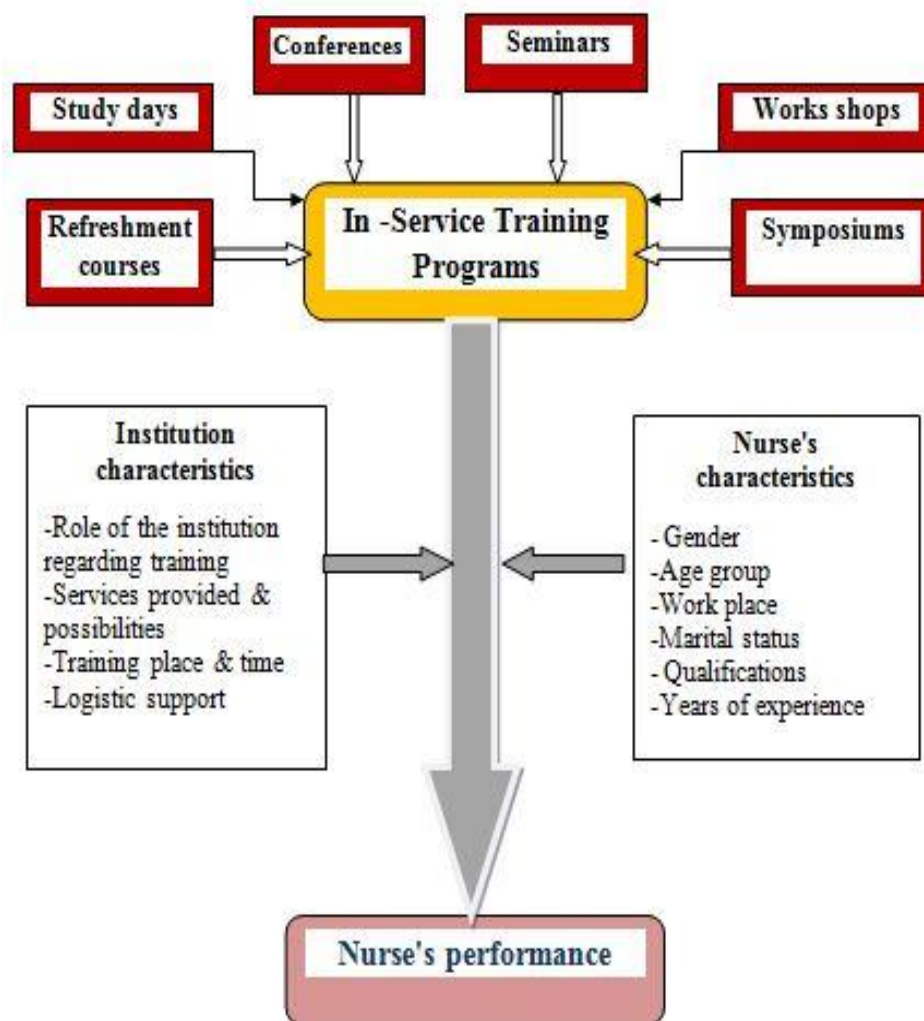 Conferences
Seminars
Study days
Works shops
Refreshment
courses
In -Service Training
Programs
Symposiums
Institution
characteristics
-Role of the institution
regarding training
-Services provided &
possibilities
-Training place & time
-Logistic support
Nurse's
characteristics
-Gender
-Age group
-Work place
-Marital status
-Qualifications
-Years of experience
Nurse's performance